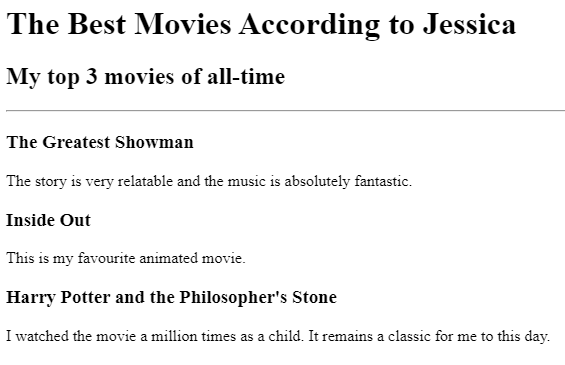 The Best Movies According to Jessica
My top 3 movies of all-time
The Greatest Showman
The story is very relatable and the music is absolutely fantastic.
Inside Out
This is my favourite animated movie.
Harry Potter and the Philosopher's Stone
I watched the movie a million times as a child. It remains a classic for me to this day.